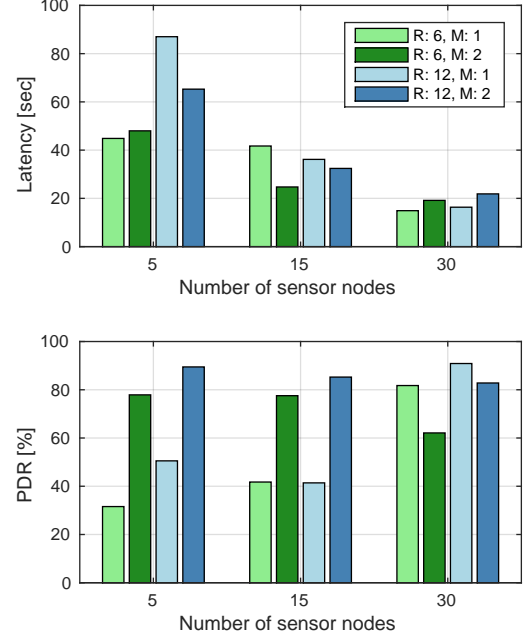 100
80
60
40
20
0
Latency [sec]
R: 6, M: 1
R: 6, M: 2
R: 12, M: 1
R: 12, M: 2
5 15 30
Number of sensor nodes
100
80
60
40
20
0
PDR [%]
5 15 30
Number of sensor nodes